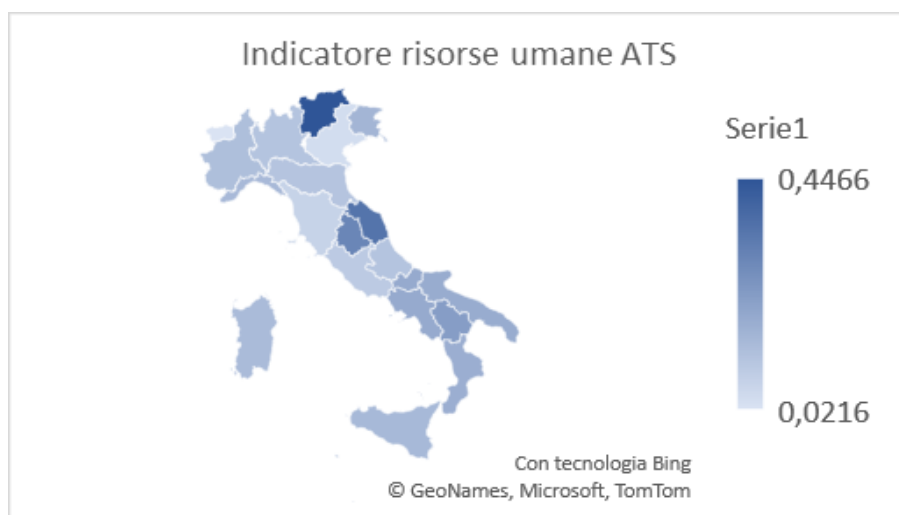 Indicatore risorse umane ATS
Serie1
0,4466
0,0216
Con tecnologia Bing
© GeoNames, Microsoft, TomTom